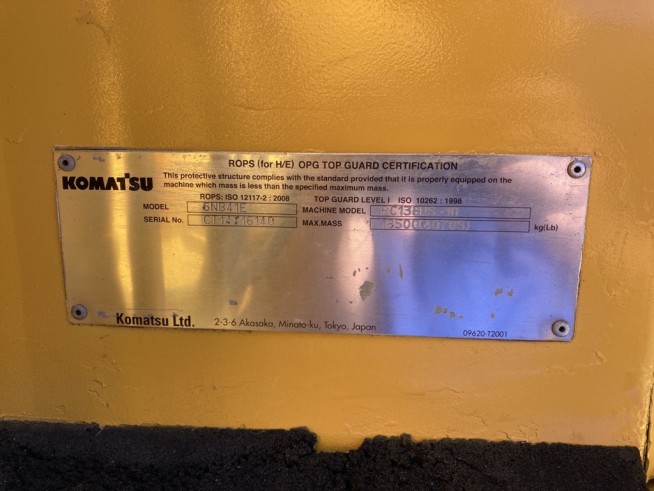 ROPS (for H/E) OPG TOP GUARD CERTIFICATION
KOMATSU
This protective structure complies with the standard provided that it is properly equipped on the
machine which mass is less than the specified maximum mass.
ROPS: ISO 12117-2 : 2008 TOP GUARD LEVEL I ISO 10262 : 1998
MODEL 6NB41E MACHINE MODEL
SERIAL No. MAX.MASS kg(Lb)
Komatsu Ltd. 2-3-6 Akasaka, Minato-ku, Tokyo, Japan
09620-T2001